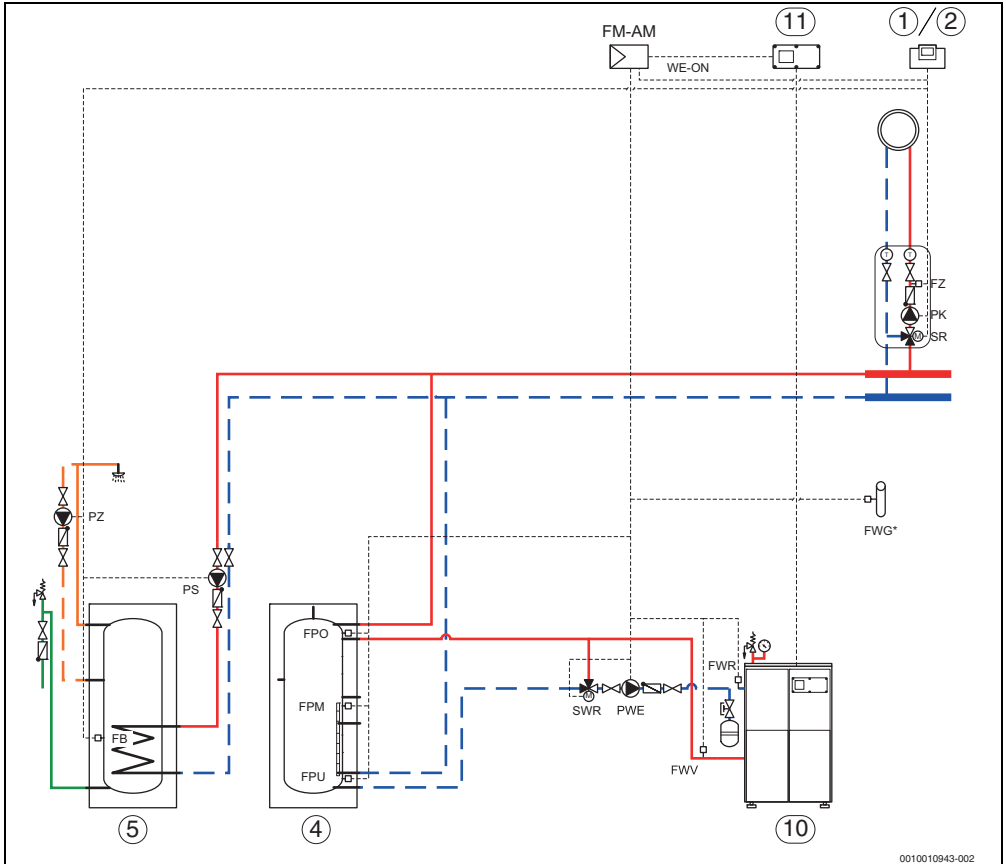 11
1 / 2
FM-AM
WE-ON
T T
FZ
PK
M SR
PZ
FWG*
PS
FPO
FWR
FPM
M
SWR PWE
FB
FWV
FPU
5
4
10
0010010943-002